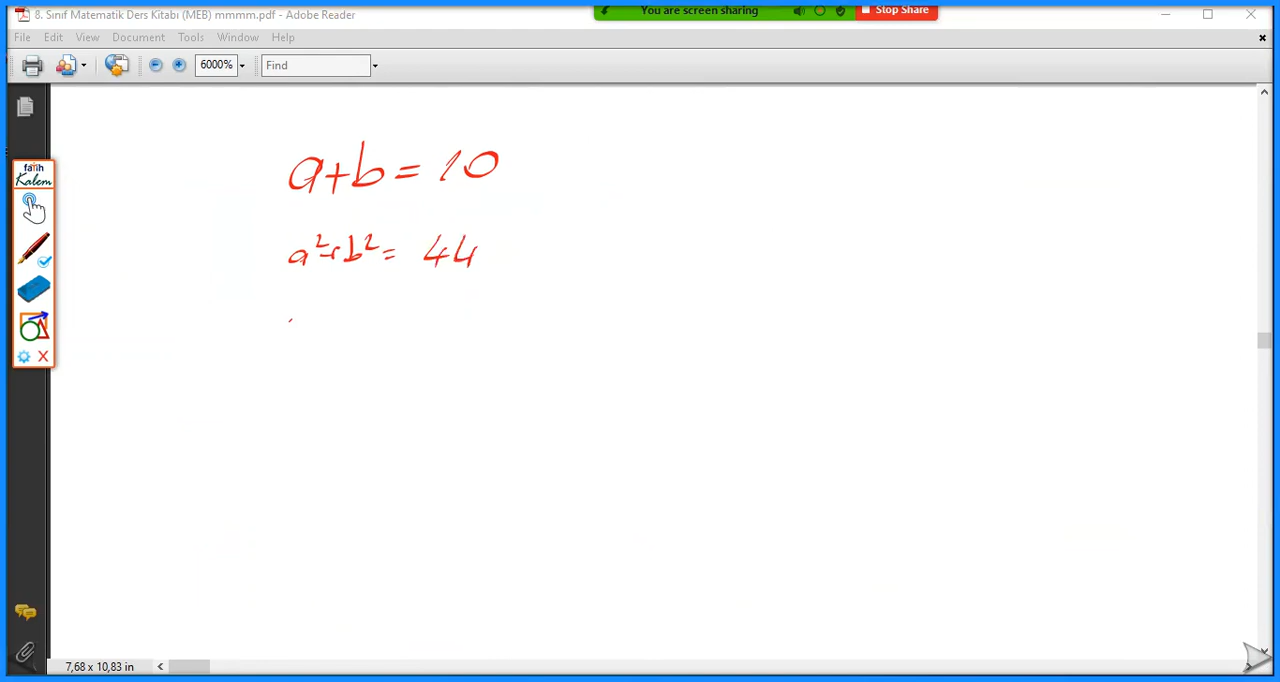 8. Sınıf Matematik Ders Kitabı (MEB) mmmm.pdf - Adobe Reader
You are screen sharing
Stop Share
File Edit View Document Tools Window Help
6000%
Find
fatih
Kalem
a+b=10
a²+b²= 44
7,68 x 10,83 in